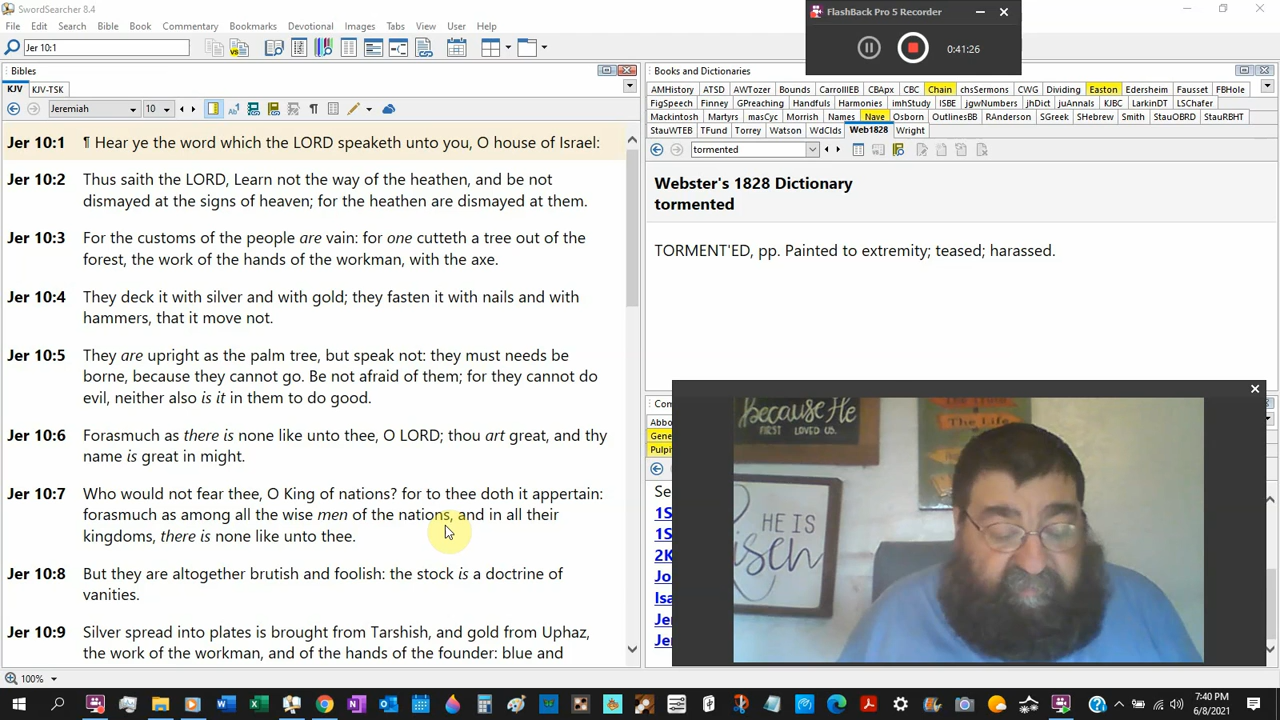 SwordSearcher 8.4
File Edit Search Bible Book Commentary Bookmarks Devotional Images Tabs View User Help
Jer 10:1
VS
FlashBack Pro 5 Recorder
0:41:26
Bibles
KJV KJV-TSK
Jeremiah 10
Jer 10:1 ¶ Hear ye the word which the LORD speaketh unto you, O house of Israel:
Jer 10:2 Thus saith the LORD, Learn not the way of the heathen, and be not
dismayed at the signs of heaven; for the heathen are dismayed at them.
Jer 10:3 For the customs of the people are vain: for one cutteth a tree out of the
forest, the work of the hands of the workman, with the axe.
Jer 10:4 They deck it with silver and with gold; they fasten it with nails and with
hammers, that it move not.
Jer 10:5 They are upright as the palm tree, but speak not: they must needs be
borne, because they cannot go. Be not afraid of them; for they cannot do
evil, neither also is it in them to do good.
Jer 10:6 Forasmuch as there is none like unto thee, O LORD; thou art great, and thy
name is great in might.
Jer 10:7 Who would not fear thee, O King of nations? for to thee doth it appertain:
forasmuch as among all the wise men of the nations, and in all their
kingdoms, there is none like unto thee.
Jer 10:8 But they are altogether brutish and foolish: the stock is a doctrine of
vanities.
Jer 10:9 Silver spread into plates is brought from Tarshish, and gold from Uphaz,
the work of the workman, and of the hands of the founder: blue and
100%
Books and Dictionaries
AMHistory ATSD AWTozer Bounds CarrollIEB CBApx CBC Chain chsSermons CWG Dividing Easton Edersheim Fausset FBHole
FigSpeech Finney GPreaching Handfuls Harmonies imhStudy ISBE jgwNumbers jhDict juAnnals KJBC LarkinDT LSChafer
Mackintosh Martyrs masCyc Morrish Names Nave Osborn OutlinesBB RAnderson SGreek SHebrew Smith StauOBRD StauRBHT
StauWTEB TFund Torrey Watson WdClds Web1828 Wright
tormented
Webster's 1828 Dictionary
tormented
TORMENT'ED, pp. Painted to extremity; teased; harassed.
Com
Abbo
Gene
Pulpi
Se
1S
1S
2K
Jo
Isa
Je
Je
because He
FIRST LOVED US.
The Life
HE IS
Risen
7:40 PM
6/8/2021